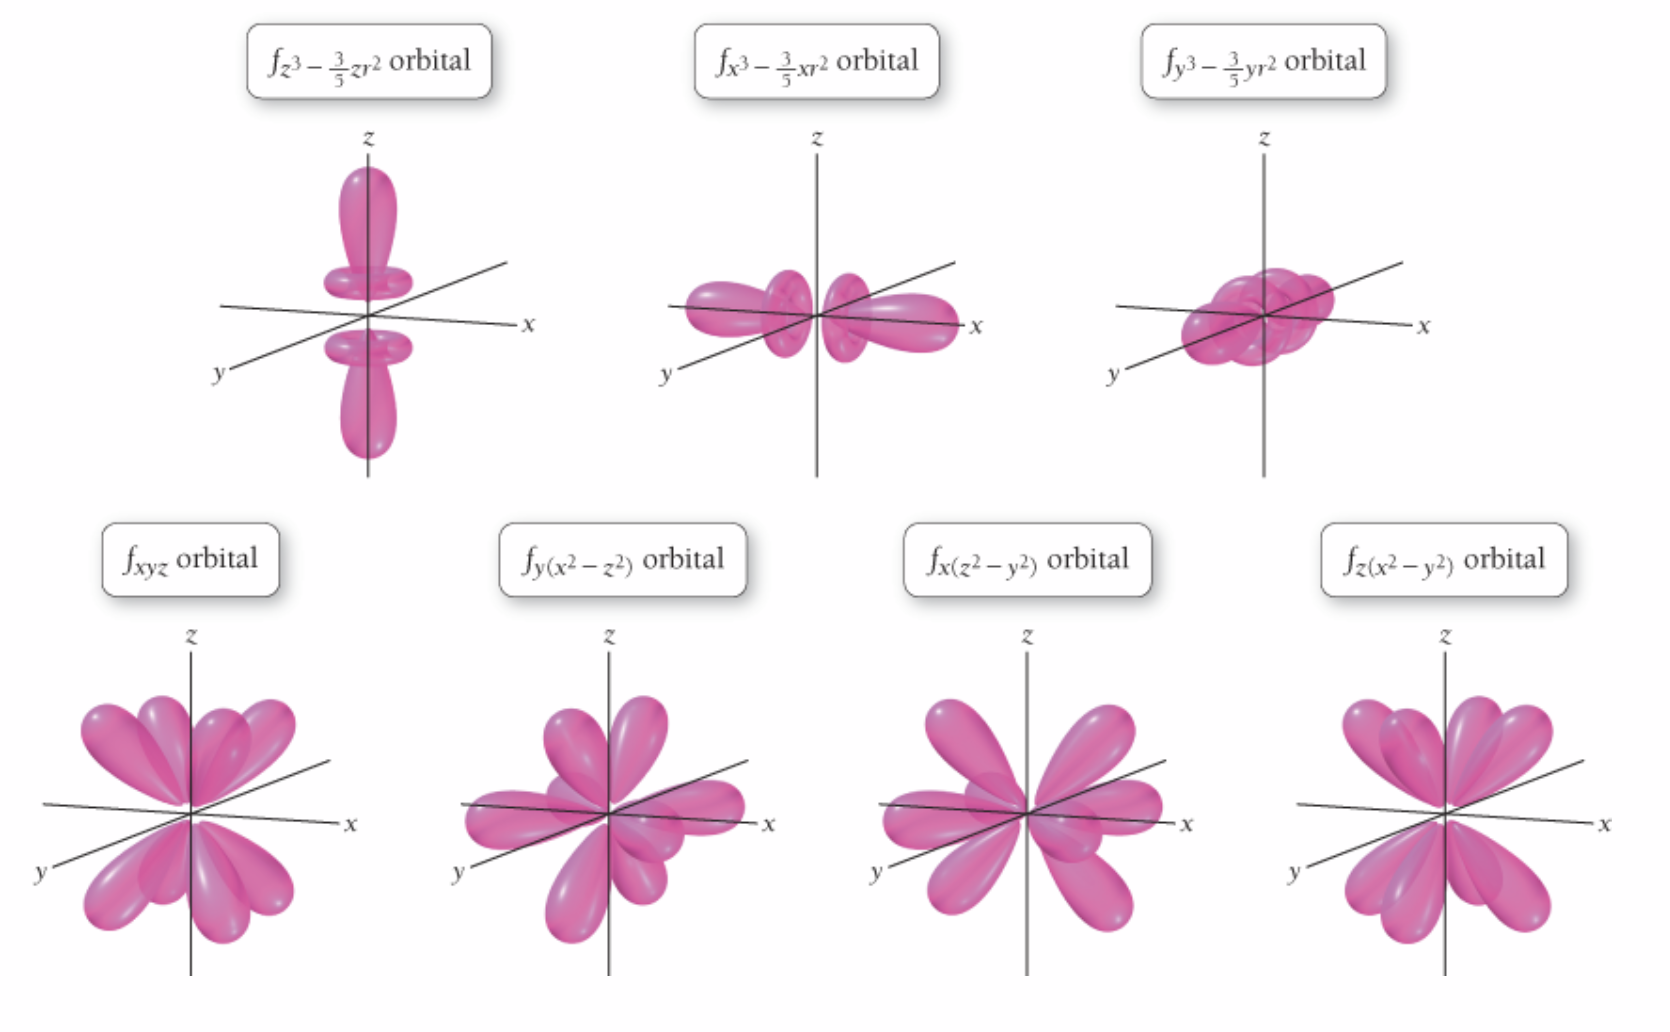 f_{z^3 − \frac{3}{5}zr^2} orbital
f_{x^3 − \frac{3}{5}xr^2} orbital
f_{y^3 − \frac{3}{5}yr^2} orbital
z
x
y
z
x
y
z
x
y
f_{xyz} orbital
f_{y(x^2 − z^2)} orbital
f_{x(z^2 − y^2)} orbital
f_{z(x^2 − y^2)} orbital
z
x
y
z
x
y
z
x
y
z
x
y